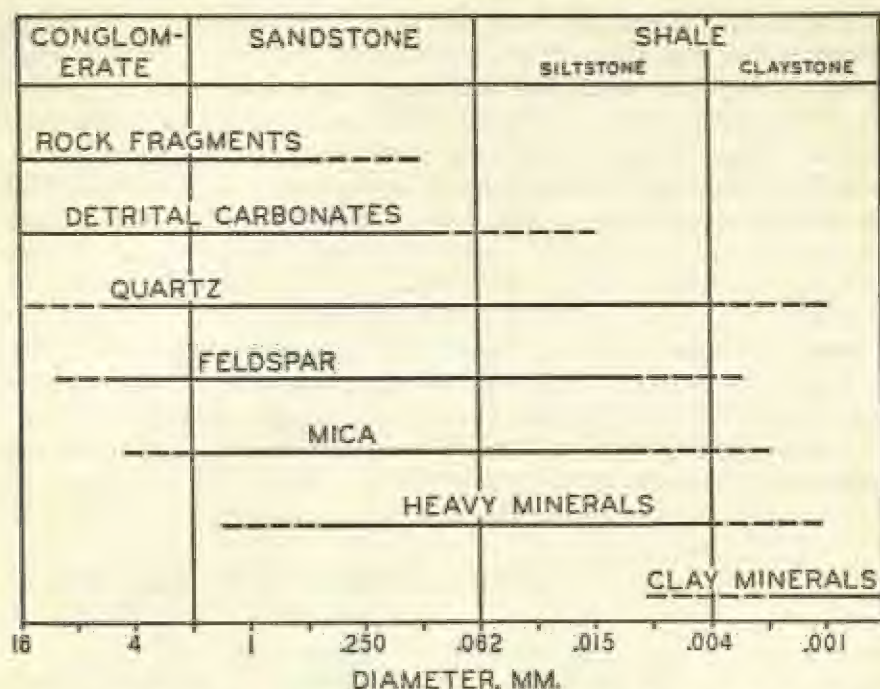 CONGLOM-
ERATE
SANDSTONE
SHALE
SILTSTONE
CLAYSTONE
ROCK FRAGMENTS
DETRITAL CARBONATES
QUARTZ
FELDSPAR
MICA
HEAVY MINERALS
CLAY MINERALS
16 4 1 .250 .062 .015 .004 .001
DIAMETER, MM.